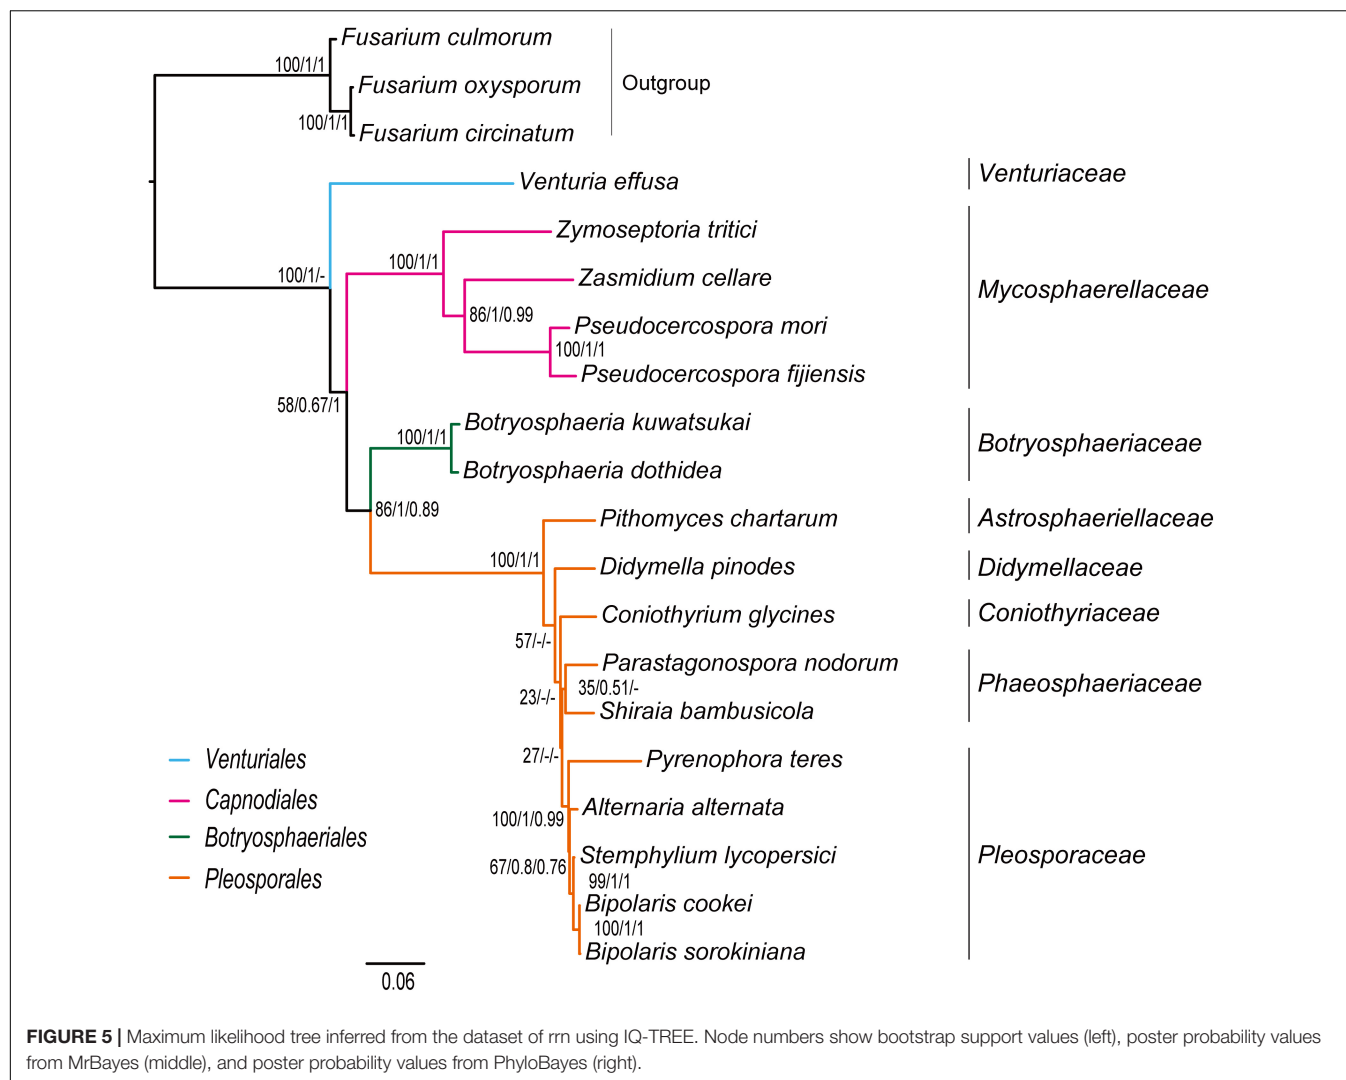 Fusarium culmorum
100/1/1
Fusarium oxysporum
Outgroup
100/1/1
Fusarium circinatum
Venturia effusa
Venturiaceae
Zymoseptoria tritici
100/1/1
100/1/-
Zasmidium cellare
Mycosphaerellaceae
86/1/0.99
Pseudocercospora mori
100/1/1
Pseudocercospora fijiensis
58/0.67/1
Botryosphaeria kuwatsukai
100/1/1
Botryosphaeriaceae
Botryosphaeria dothidea
86/1/0.89
Pithomyces chartarum
Astrosphaeriellaceae
100/1/1
Didymella pinodes
Didymellaceae
Coniothyrium glycines
Coniothyriaceae
57/-/-
Parastagonospora nodorum
35/0.51/-
Phaeosphaeriaceae
23/-/-
Shiraia bambusicola
27/-/-
Pyrenophora teres
Alternaria alternata
100/1/0.99
Stemphylium lycopersici
Pleosporaceae
67/0.8/0.76
99/1/1
Bipolaris cookei
100/1/1
Bipolaris sorokiniana
Venturiales
Capnodiales
Botryosphaeriales
Pleosporales
0.06
FIGURE 5 | Maximum likelihood tree inferred from the dataset of rrn using IQ-TREE. Node numbers show bootstrap support values (left), poster probability values
from MrBayes (middle), and poster probability values from PhyloBayes (right).